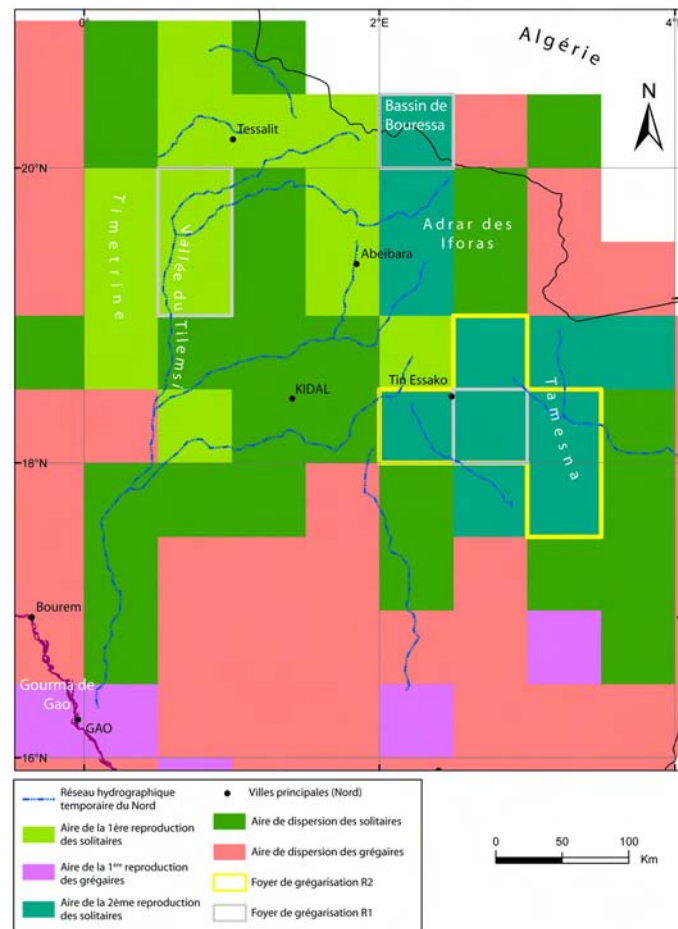 0°
2°E
4°E
Algérie
N
Bassin de
Bouressa
Tessalit
20°N
Timetrine
Vallée du Tilemsi
Adrar des
Iforas
Abeibara
KIDAL
Tin Essako
Tamesna
18°N
Bourem
Gourma de
Gao
GAO
16°N
Réseau hydrographique
temporaire du Nord
Aire de la 1ère reproduction
des solitaires
Aire de la 1ère reproduction
des grégaires
Aire de la 2ème reproduction
des solitaires
Villes principales (Nord)
Aire de dispersion des solitaires
Aire de dispersion des grégaires
Foyer de grégarisation R2
Foyer de grégarisation R1
0 50 100
Km